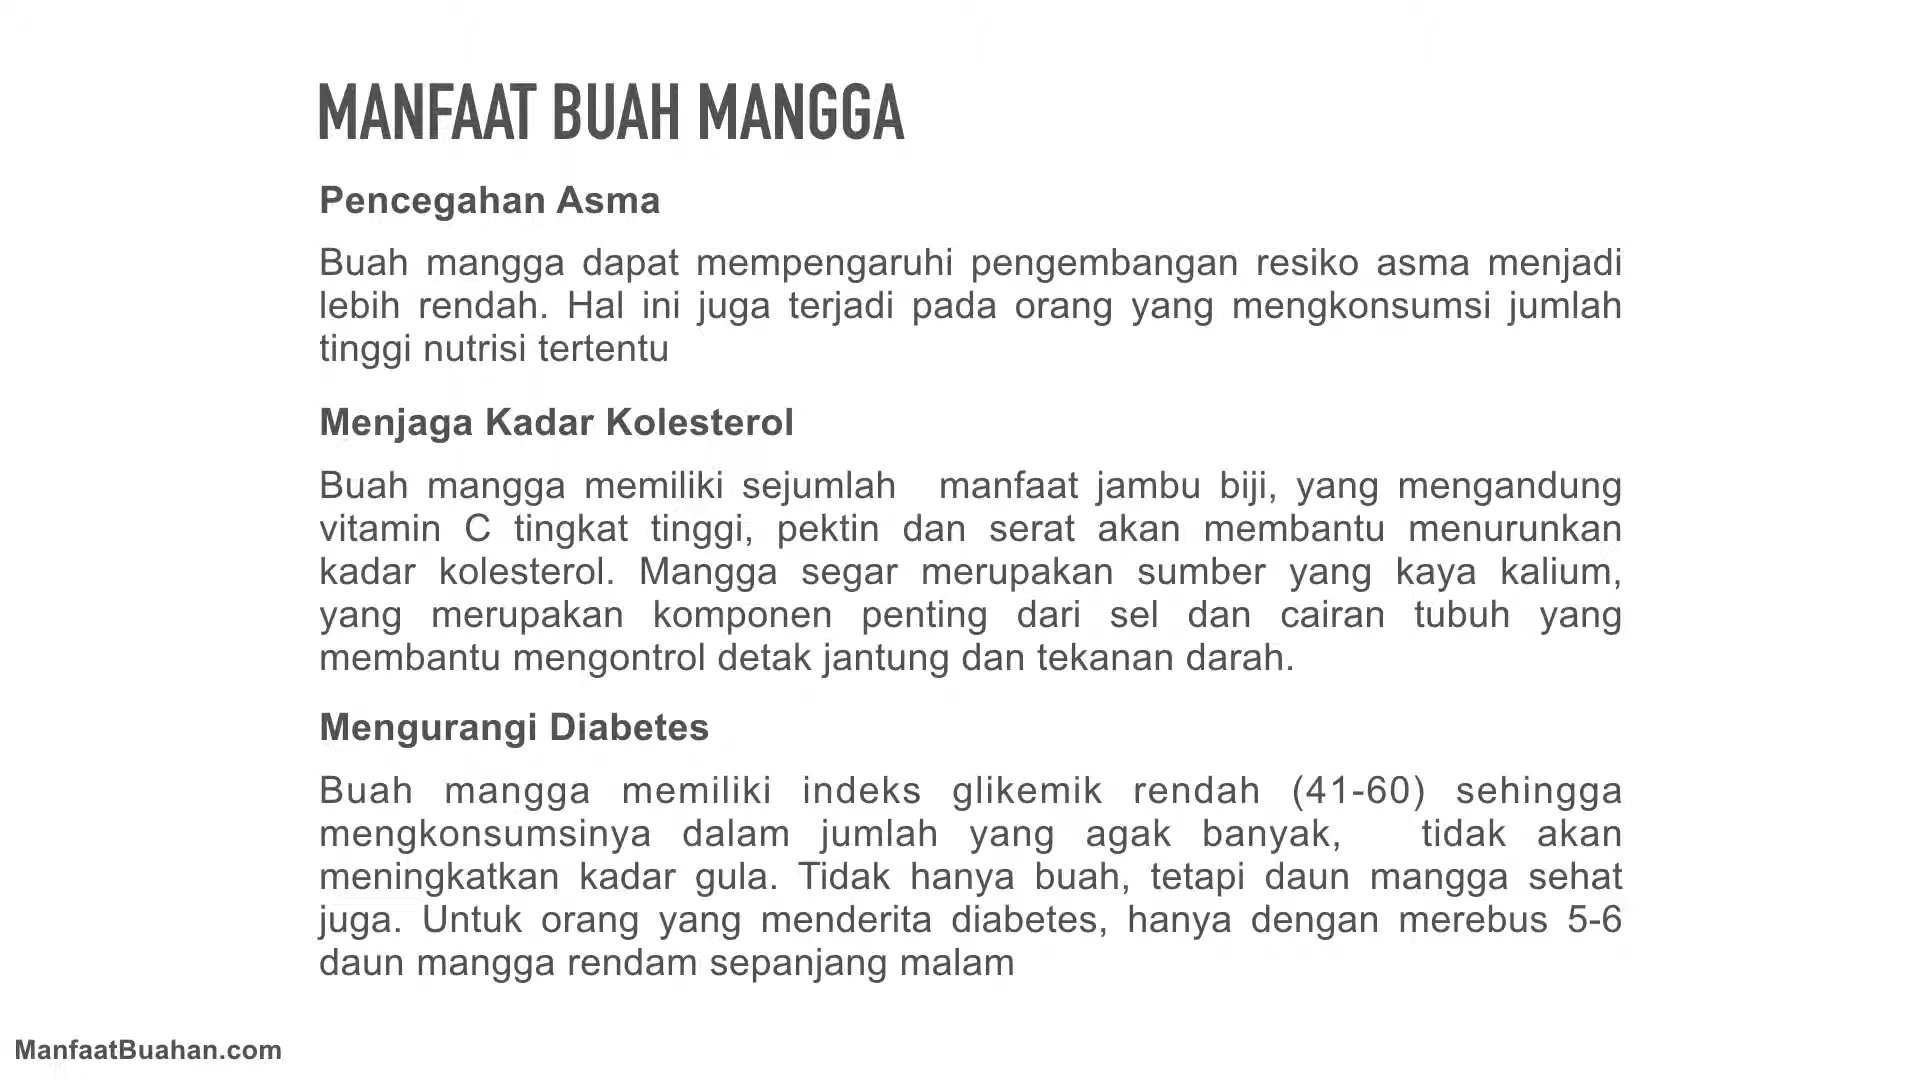 MANFAAT BUAH MANGGA
Pencegahan Asma
Buah mangga dapat mempengaruhi pengembangan resiko asma menjadi
lebih rendah. Hal ini juga terjadi pada orang yang mengkonsumsi jumlah
tinggi nutrisi tertentu
Menjaga Kadar Kolesterol
Buah mangga memiliki sejumlah  manfaat jambu biji, yang mengandung
vitamin C tingkat tinggi, pektin dan serat akan membantu menurunkan
kadar kolesterol. Mangga segar merupakan sumber yang kaya kalium,
yang merupakan komponen penting dari sel dan cairan tubuh yang
membantu mengontrol detak jantung dan tekanan darah.
Mengurangi Diabetes
Buah mangga memiliki indeks glikemik rendah (41-60) sehingga
mengkonsumsinya dalam jumlah yang agak banyak,  tidak akan
meningkatkan kadar gula. Tidak hanya buah, tetapi daun mangga sehat
juga. Untuk orang yang menderita diabetes, hanya dengan merebus 5-6
daun mangga rendam sepanjang malam
ManfaatBuahan.com